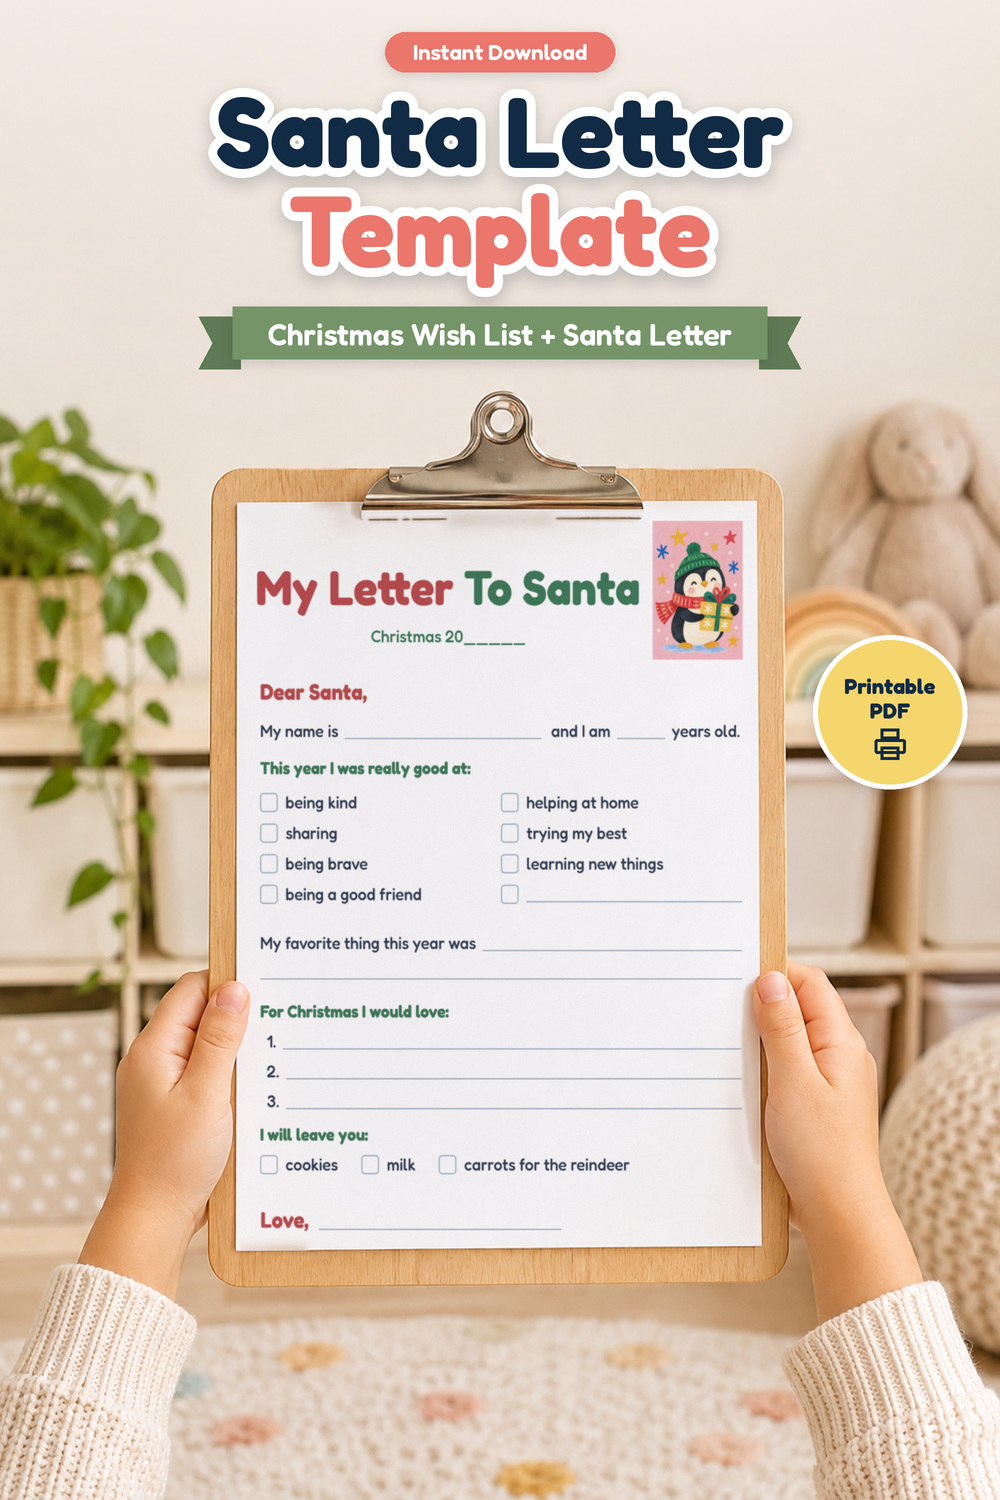 Instant Download
Santa Letter
Template
Christmas Wish List + Santa Letter
My Letter To Santa
Christmas 20_____
Dear Santa,
My name is ____ and I am ____ years old.
This year I was really good at:
being kind
helping at home
sharing
trying my best
being brave
learning new things
being a good friend
My favorite thing this year was
For Christmas I would love:
1.
2.
3.
I will leave you:
cookies milk carrots for the reindeer
Love,
Printable
PDF